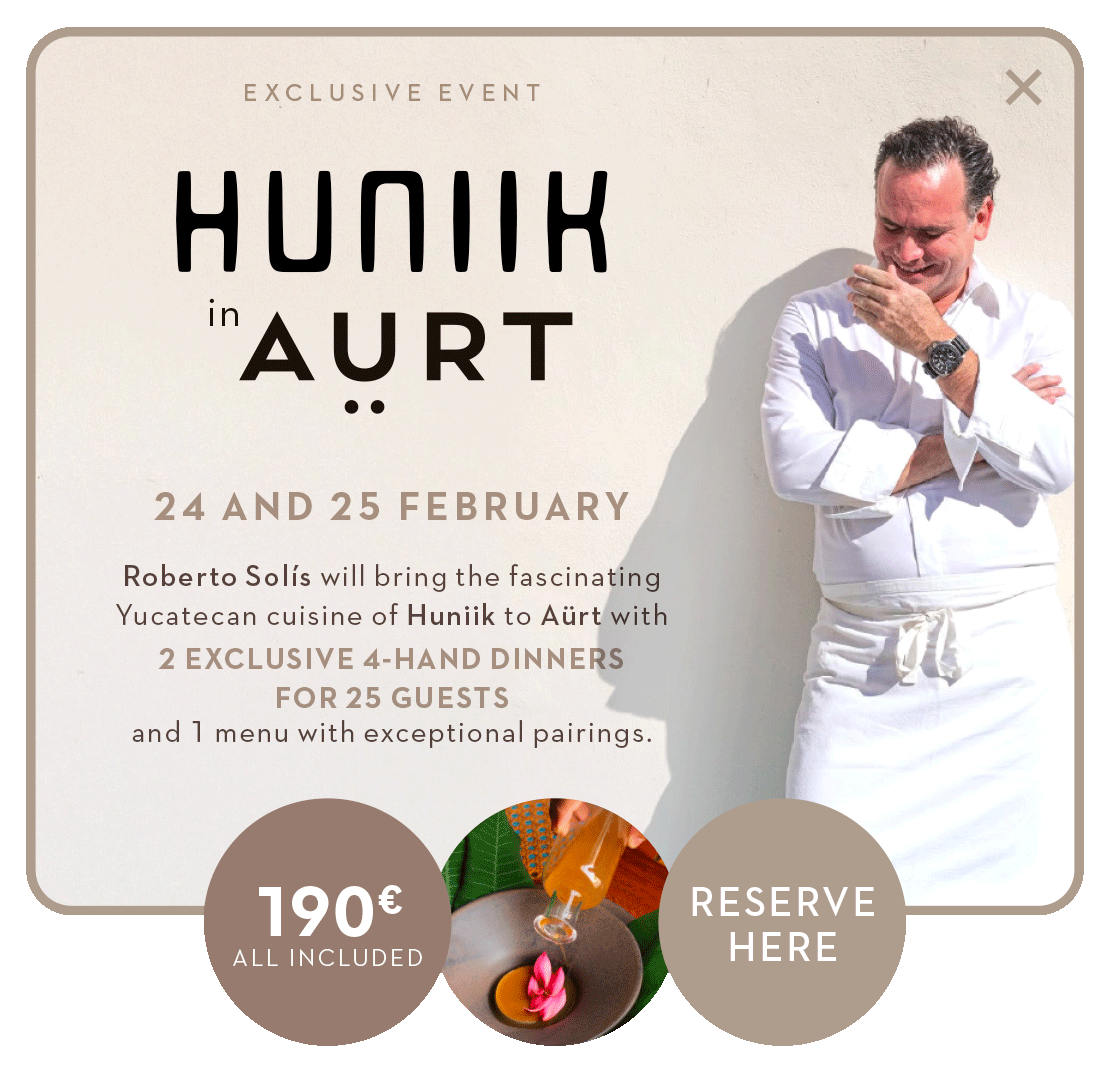 EXCLUSIVE EVENT
HUNIIK
in
AÜRT
24 AND 25 FEBRUARY
Roberto Solís will bring the fascinating
Yucatecan cuisine of Huniik to Aürt with
2 EXCLUSIVE 4-HAND DINNERS
FOR 25 GUESTS
and 1 menu with exceptional pairings.
190€
ALL INCLUDED
RESERVE
HERE